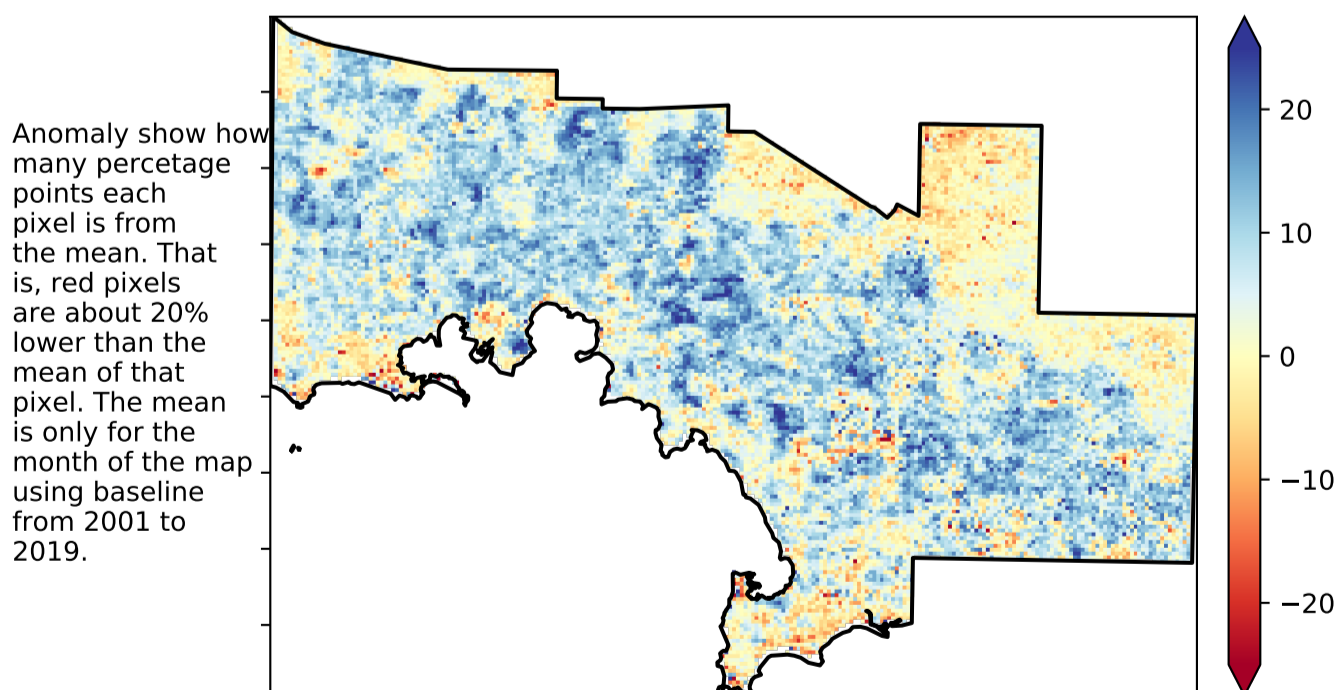 Anomaly show how
many percetage
points each
pixel is from
the mean. That
is, red pixels
are about 20%
lower than the
mean of that
pixel. The mean
is only for the
month of the map
using baseline
from 2001 to
2019.
20
10
0
−10
−20